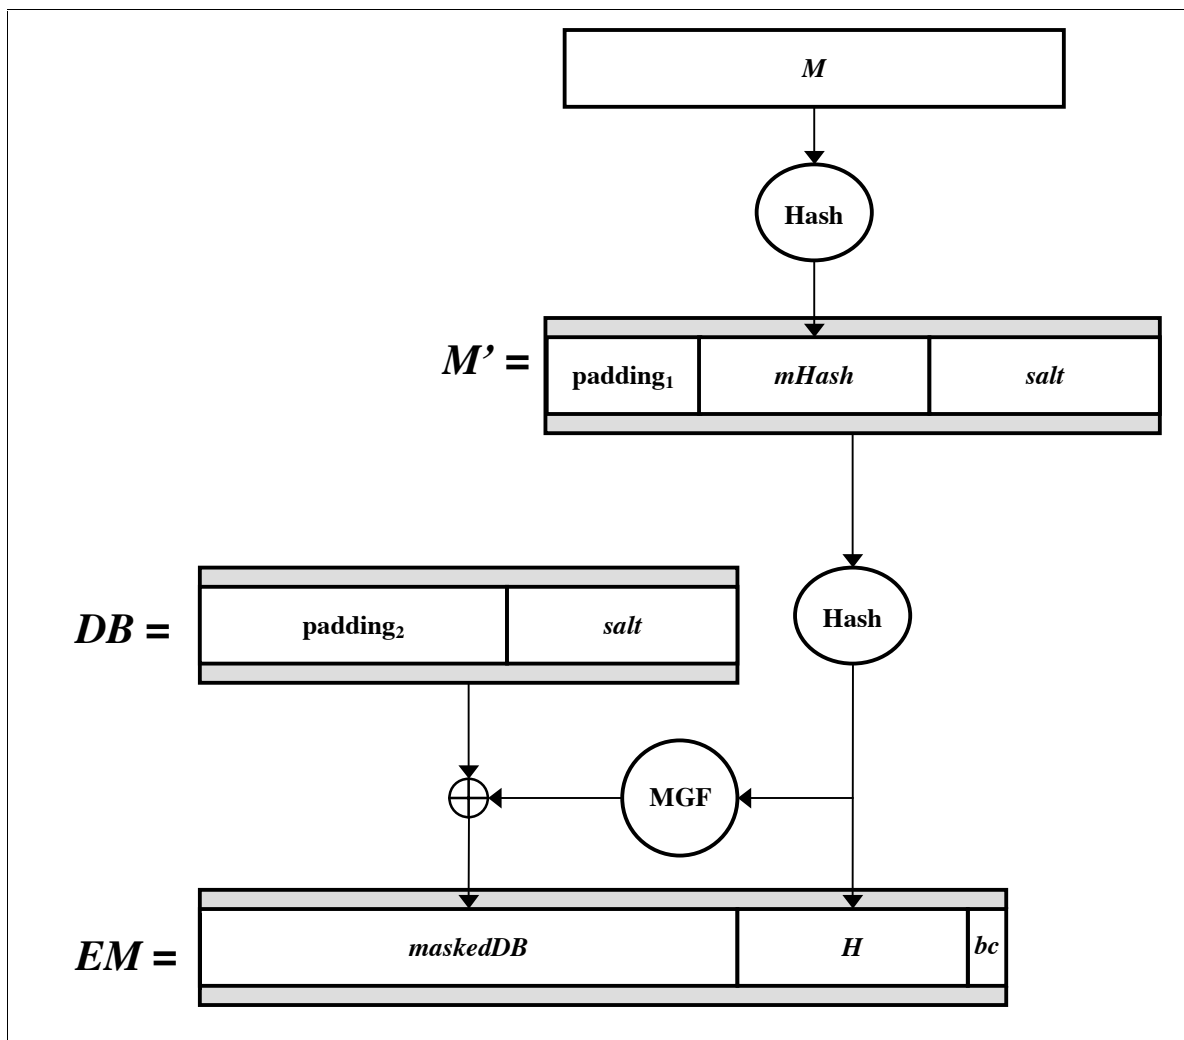 M
Hash
M’ = padding₁ mHash salt
DB = padding₂ salt Hash
MGF
EM = maskedDB H bc